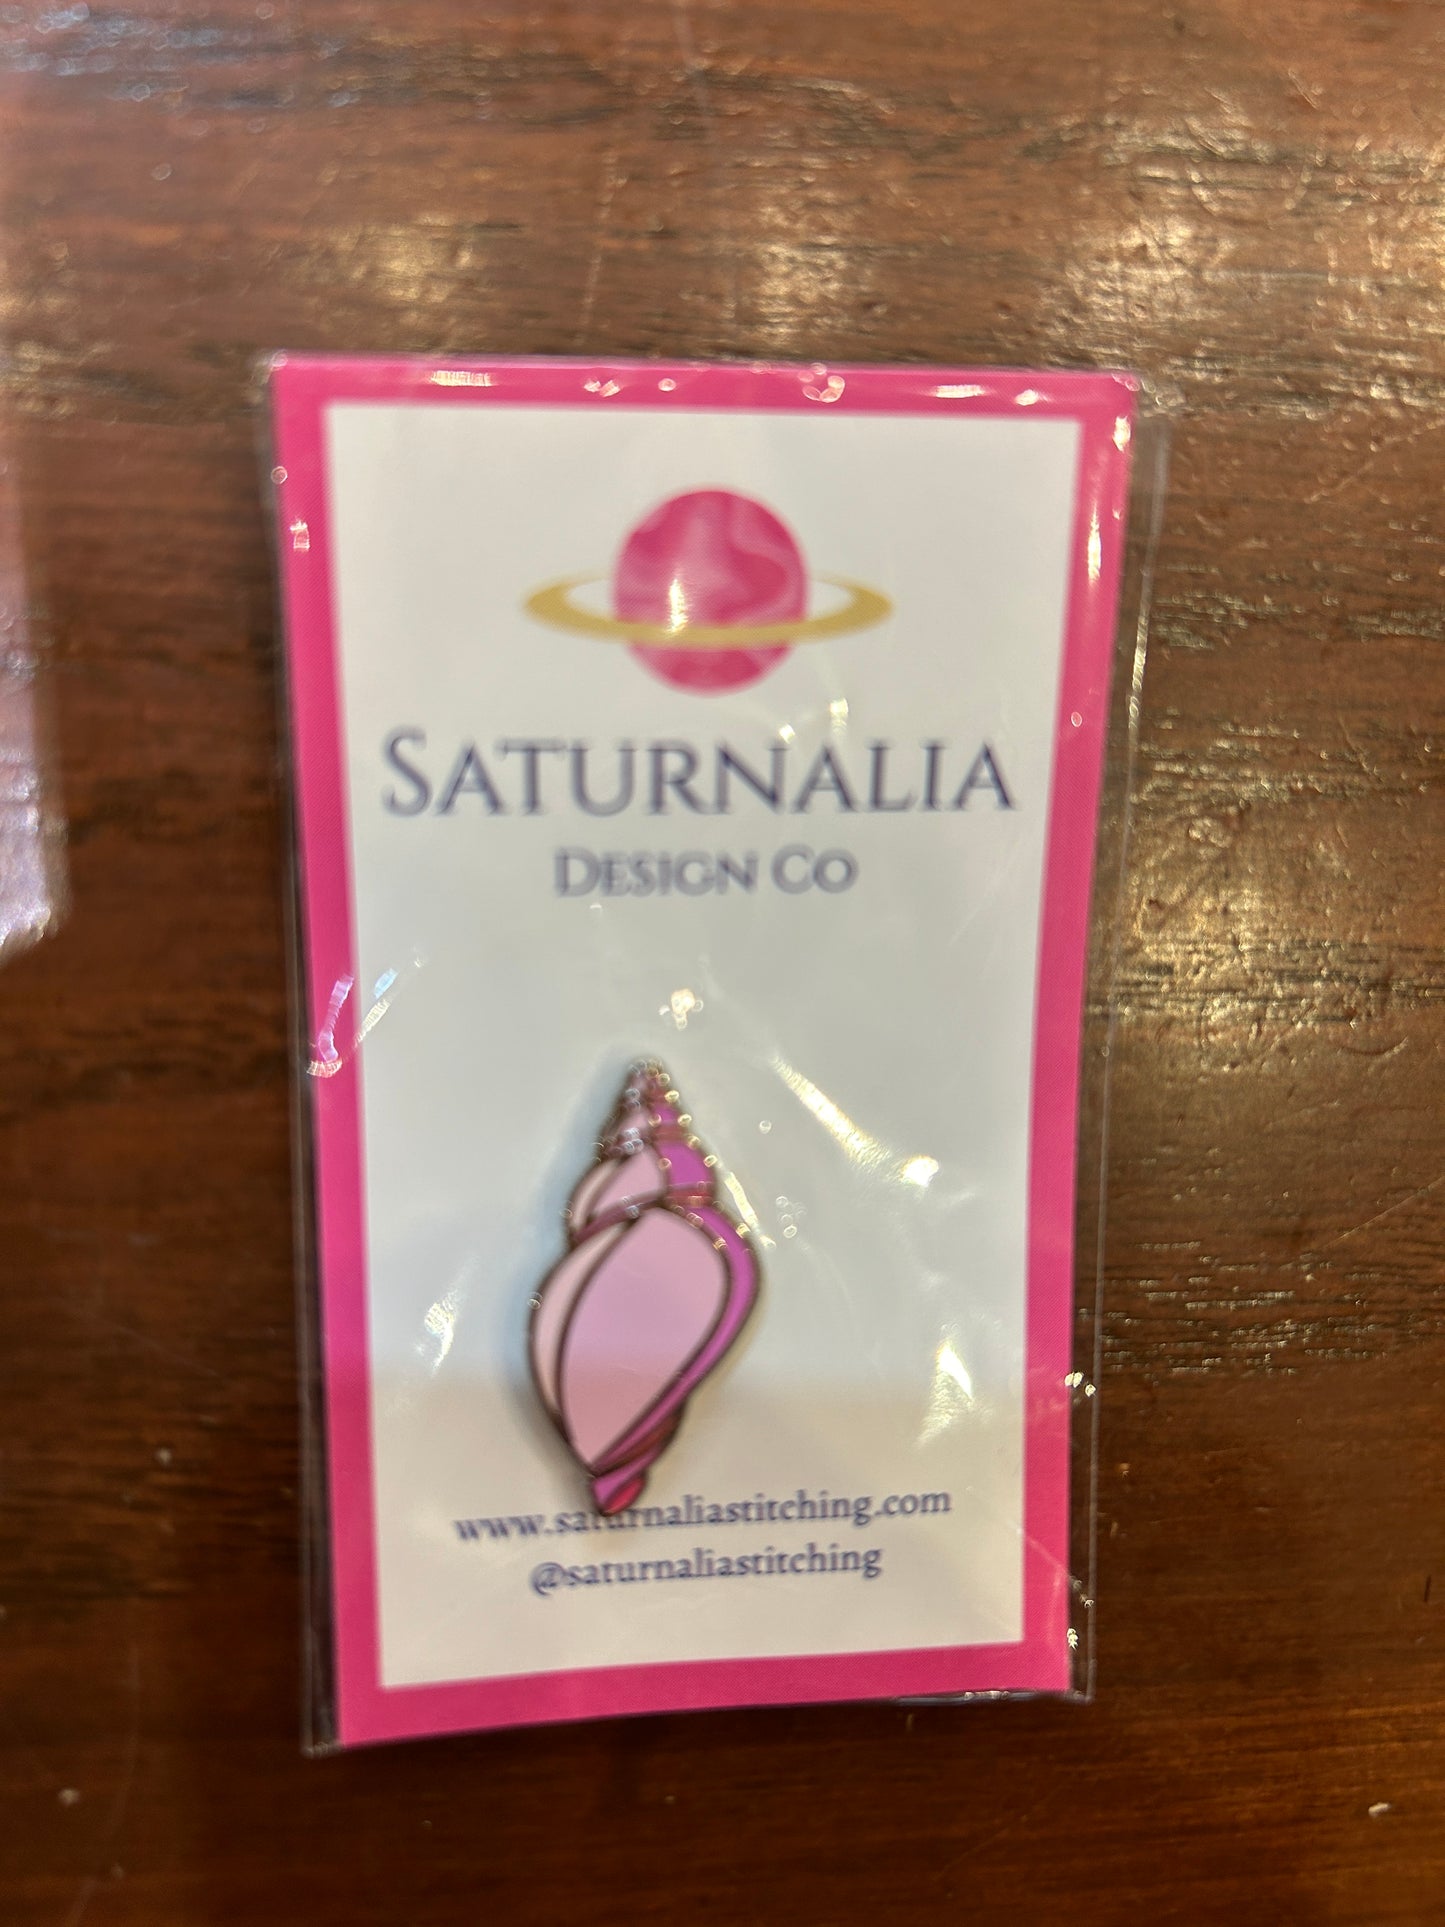 SATURNALIA
DESIGN CO
www.saturnaliastitching.com
@saturnaliastitching